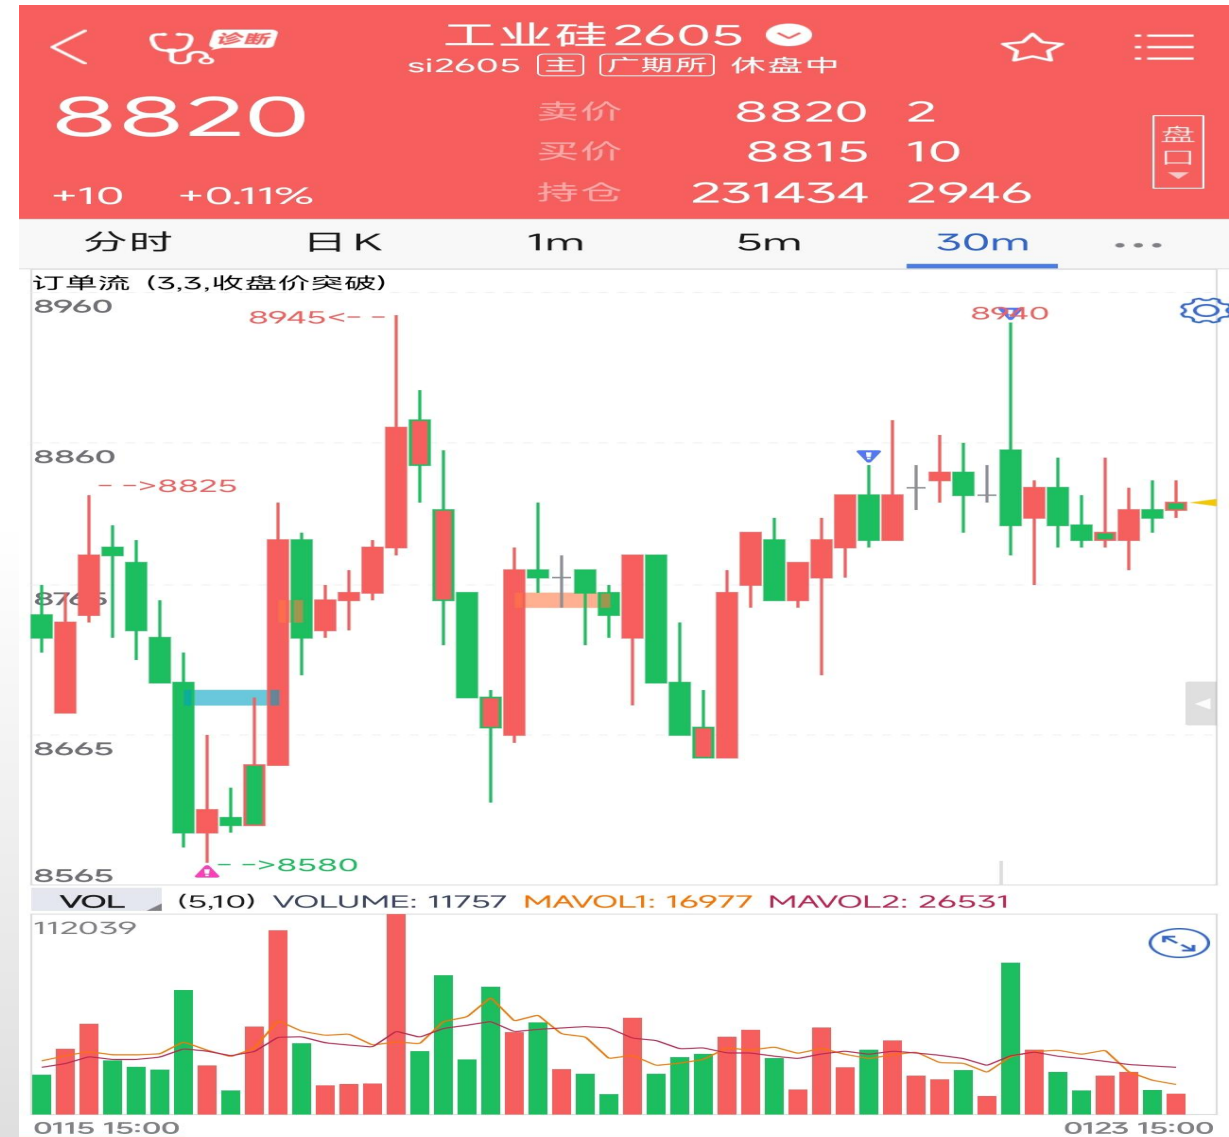 诊断
工业硅2605
si2605 主 广期所 休盘中
8820
卖价 8820 2
买价 8815 10
盘口
+10 +0.11%
持仓 231434 2946
分时 日K 1m 5m 30m
订单流 (3,3,收盘价突破)
8960
8945<--
8940
8860
-->8825
8765
8665
-->8580
8565
VOL (5,10) VOLUME: 11757 MAVOL1: 16977 MAVOL2: 26531
112039
0115 15:00 0123 15:00